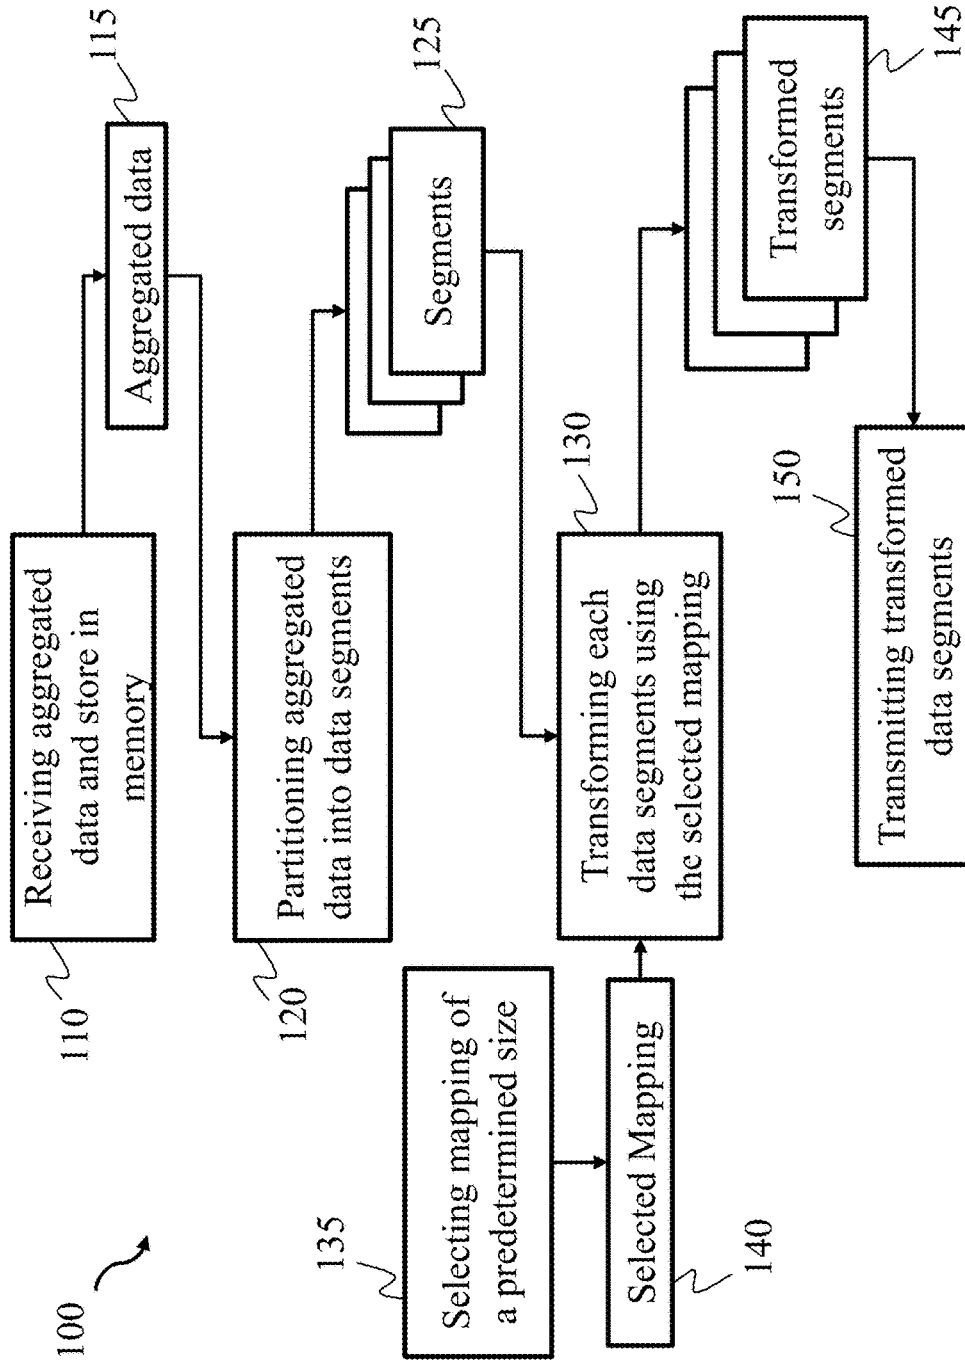 100
110
Receiving aggregated
data and store in
memory
115
Aggregated data
120
Partitioning aggregated
data into data segments
125
Segments
135
Selecting mapping of
a predetermined size
140
Selected Mapping
130
Transforming each
data segments using
the selected mapping
145
Transformed
segments
150
Transmitting transformed
data segments